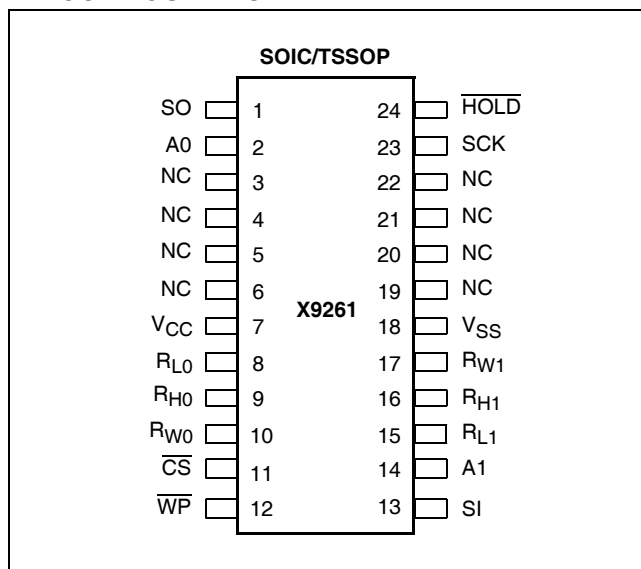 SOIC/TSSOP
SO 1 24 HOLD
A0 2 23 SCK
NC 3 22 NC
NC 4 21 NC
NC 5 20 NC
NC 6 19 NC
X9261
VCC 7 18 VSS
RL0 8 17 RW1
RH0 9 16 RH1
RW0 10 15 RL1
CS 11 14 A1
WP 12 13 SI